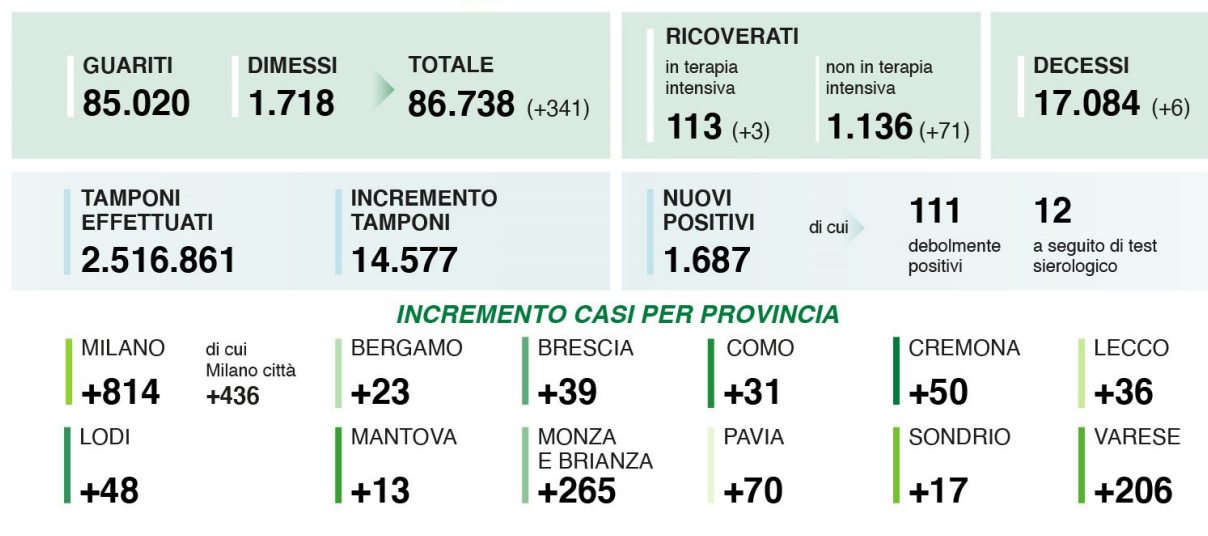 GUARITI
85.020
DIMESSI
1.718
TOTALE
86.738 (+341)
RICOVERATI
in terapia
intensiva
113 (+3)
non in terapia
intensiva
1.136 (+71)
DECESSI
17.084 (+6)
TAMPONI
EFFETTUATI
2.516.861
INCREMENTO
TAMPONI
14.577
NUOVI
POSITIVI
1.687
di cui
111
debolmente
positivi
12
a seguito di test
sierologico
INCREMENTO CASI PER PROVINCIA
MILANO
+814
di cui
Milano città
+436
BERGAMO
+23
BRESCIA
+39
COMO
+31
CREMONA
+50
LECCO
+36
LODI
+48
MANTOVA
+13
MONZA
E BRIANZA
+265
PAVIA
+70
SONDRIO
+17
VARESE
+206